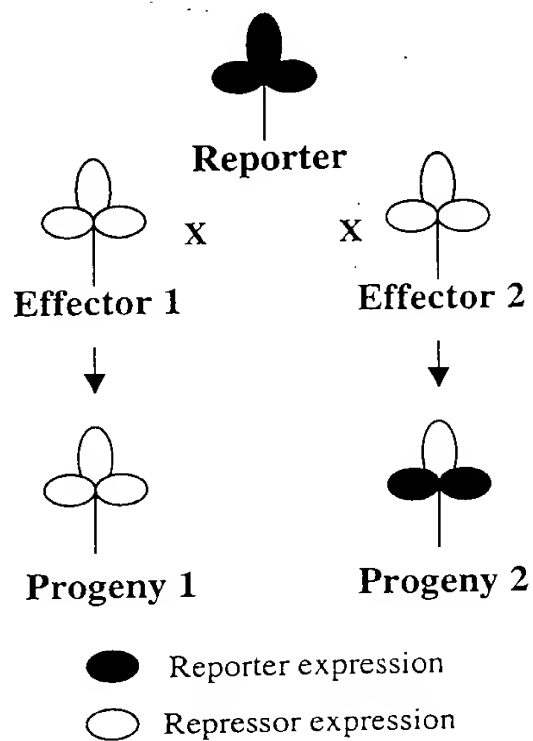 Reporter
X X
Effector 1 Effector 2
Progeny 1 Progeny 2
Reporter expression
Repressor expression